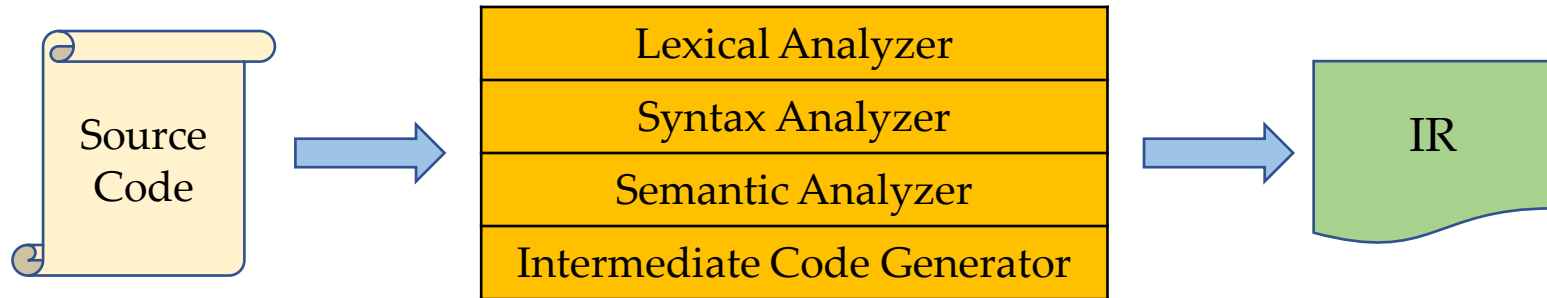 Source
Code
Lexical Analyzer
Syntax Analyzer
Semantic Analyzer
Intermediate Code Generator
IR